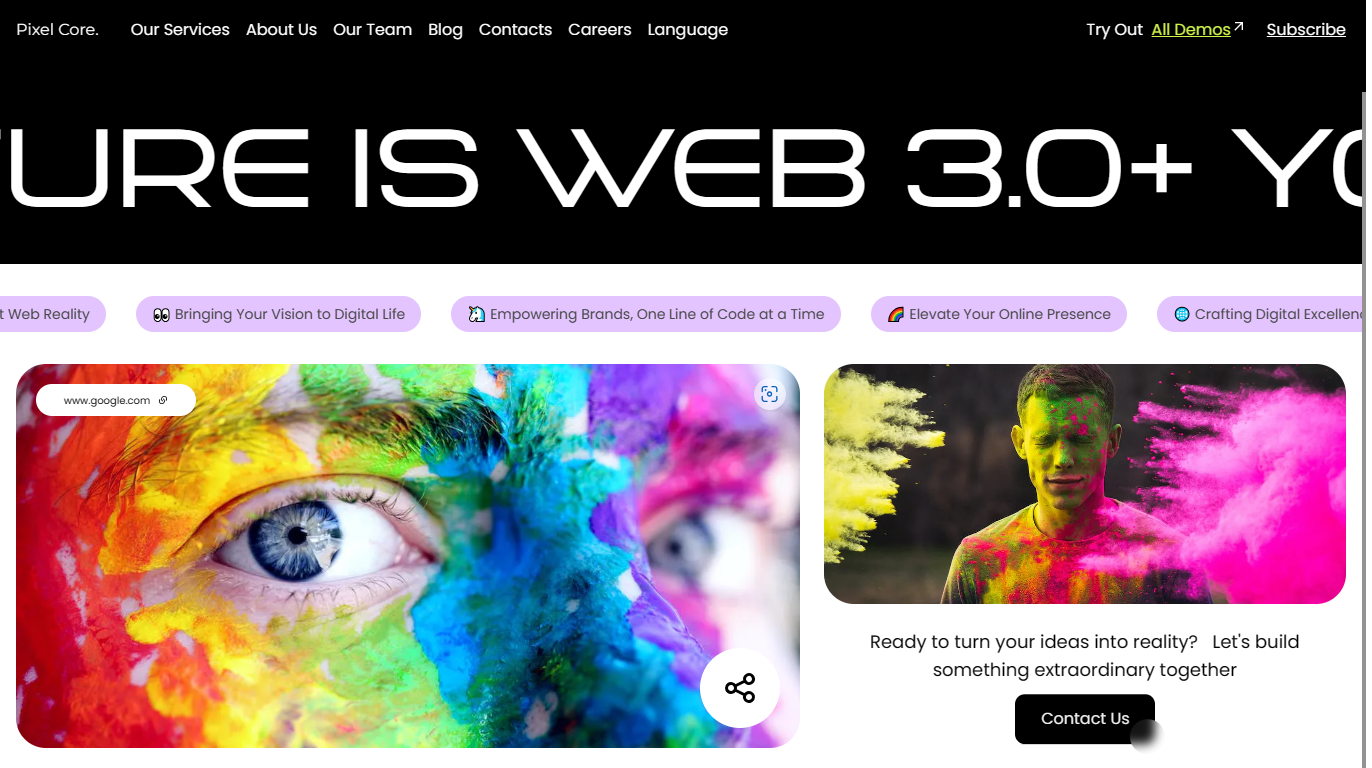 Pixel Core. Our Services About Us Our Team Blog Contacts Careers Language Try Out All Demos Subscribe
URE IS WEB 3.0+ YO
t Web Reality 👀 Bringing Your Vision to Digital Life 🦄 Empowering Brands, One Line of Code at a Time 🌈 Elevate Your Online Presence 🌐 Crafting Digital Excellenc
www.google.com
Ready to turn your ideas into reality? Let's build
something extraordinary together
Contact Us